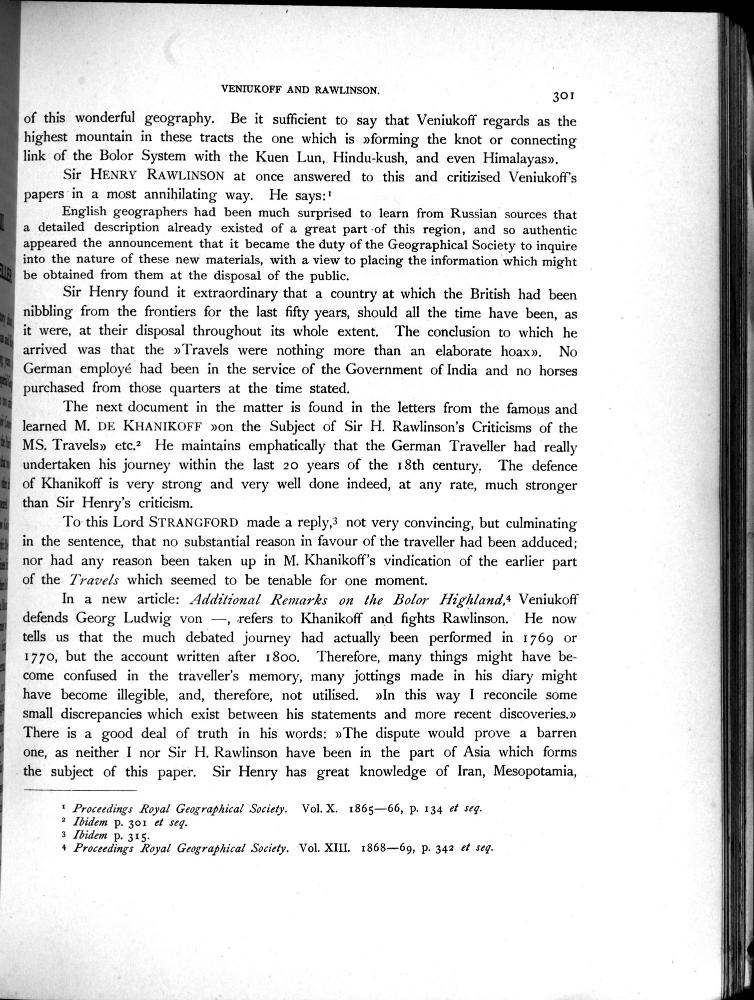 VENIUKOFF AND RAWLINSON.
301
of this wonderful geography. Be it sufficient to say that Veniukoff regards as the
highest mountain in these tracts the one which is »forming the knot or connecting
link of the Bolor System with the Kuen Lun, Hindu-kush, and even Himalayas».
Sir HENRY RAWLINSON at once answered to this and critizised Veniukoff's
papers in a most annihilating way. He says:¹
English geographers had been much surprised to learn from Russian sources that
a detailed description already existed of a great part of this region, and so authentic
appeared the announcement that it became the duty of the Geographical Society to inquire
into the nature of these new materials, with a view to placing the information which might
be obtained from them at the disposal of the public.
Sir Henry found it extraordinary that a country at which the British had been
nibbling from the frontiers for the last fifty years, should all the time have been, as
it were, at their disposal throughout its whole extent. The conclusion to which he
arrived was that the »Travels were nothing more than an elaborate hoax». No
German employé had been in the service of the Government of India and no horses
purchased from those quarters at the time stated.
The next document in the matter is found in the letters from the famous and
learned M. DE KHANIKOFF »on the Subject of Sir H. Rawlinson's Criticisms of the
MS. Travels» etc.² He maintains emphatically that the German Traveller had really
undertaken his journey within the last 20 years of the 18th century. The defence
of Khanikoff is very strong and very well done indeed, at any rate, much stronger
than Sir Henry's criticism.
To this Lord STRANGFORD made a reply,³ not very convincing, but culminating
in the sentence, that no substantial reason in favour of the traveller had been adduced;
nor had any reason been taken up in M. Khanikoff's vindication of the earlier part
of the Travels which seemed to be tenable for one moment.
In a new article: Additional Remarks on the Bolor Highland,⁴ Veniukoff
defends Georg Ludwig von —, refers to Khanikoff and fights Rawlinson. He now
tells us that the much debated journey had actually been performed in 1769 or
1770, but the account written after 1800. Therefore, many things might have be-
come confused in the traveller's memory, many jottings made in his diary might
have become illegible, and, therefore, not utilised. »In this way I reconcile some
small discrepancies which exist between his statements and more recent discoveries.»
There is a good deal of truth in his words: »The dispute would prove a barren
one, as neither I nor Sir H. Rawlinson have been in the part of Asia which forms
the subject of this paper. Sir Henry has great knowledge of Iran, Mesopotamia,
¹ Proceedings Royal Geographical Society. Vol. X. 1865—66, p. 134 et seq.
² Ibidem p. 301 et seq.
³ Ibidem p. 315.
⁴ Proceedings Royal Geographical Society. Vol. XIII. 1868—69, p. 342 et seq.